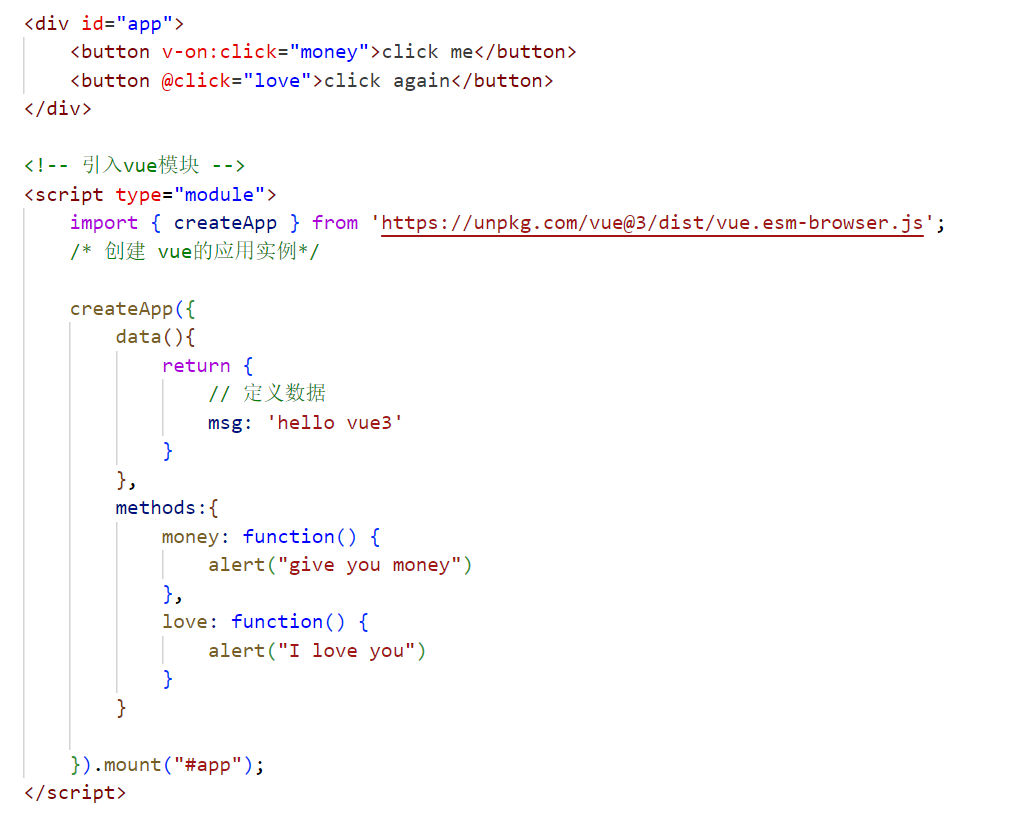 <div id="app">
    <button v-on:click="money">click me</button>
    <button @click="love">click again</button>
</div>

<!-- 引入vue模块 -->
<script type="module">
    import { createApp } from 'https://unpkg.com/vue@3/dist/vue.esm-browser.js';
    /* 创建 vue的应用实例*/

    createApp({
        data(){
            return {
                // 定义数据
                msg: 'hello vue3'
            }
        },
        methods:{
            money: function() {
                alert("give you money")
            },
            love: function() {
                alert("I love you")
            }
        }

    }).mount("#app");
</script>